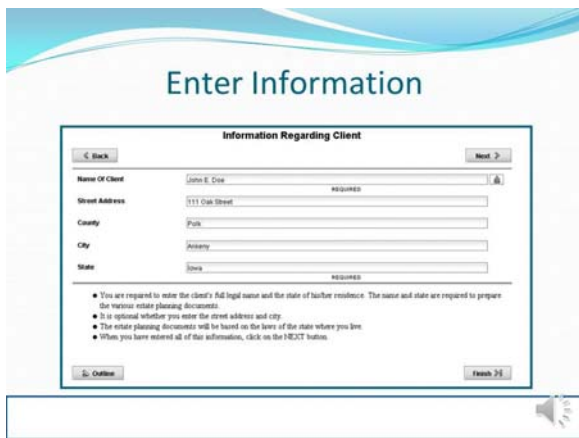 Enter Information
Information Regarding Client
Back
Next
Name Of Client
John E. Doe
REQUIRED
Street Address
111 Oak Street
County
Polk
City
Ankeny
State
Iowa
REQUIRED
You are required to enter the client's full legal name and the state of his/her residence. The name and state are required to prepare
the various estate planning documents.
It is optional whether you enter the street address and city.
The estate planning documents will be based on the laws of the state where you live.
When you have entered all of this information, click on the NEXT button.
Outline
Finish